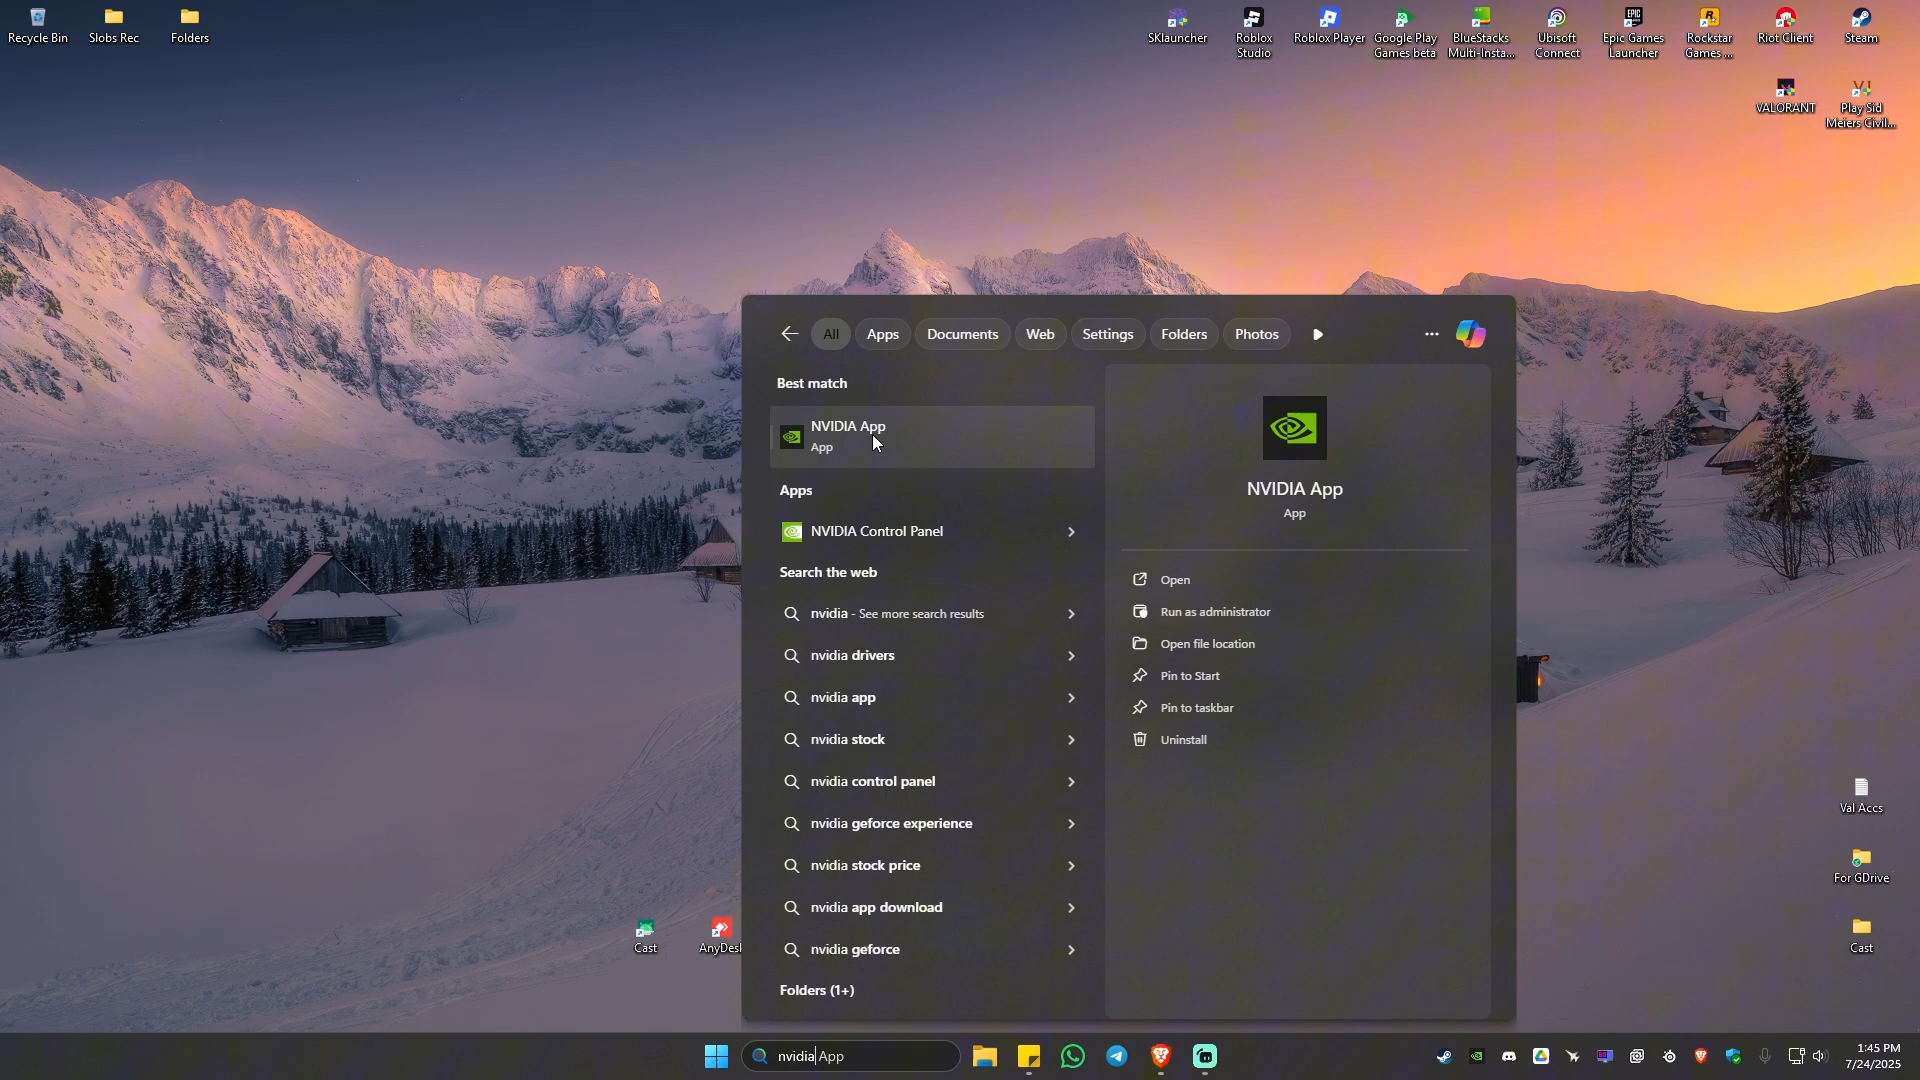 Recycle Bin
Slobs Rec
Folders
SKlauncher
Roblox
Studio
Roblox Player
Google Play
Games beta
BlueStacks
Multi-Insta...
Ubisoft
Connect
EPIC
GAMES
Epic Games
Launcher
R
Rockstar
Games ...
Riot Client
Steam
VALORANT
VI
Play Sid
Meiers Civil...
All
Apps
Documents
Web
Settings
Folders
Photos
Best match
NVIDIA App
App
Apps
NVIDIA Control Panel
Search the web
nvidia - See more search results
nvidia drivers
nvidia app
nvidia stock
nvidia control panel
nvidia geforce experience
nvidia stock price
nvidia app download
nvidia geforce
Folders (1+)
NVIDIA App
App
Open
Run as administrator
Open file location
Pin to Start
Pin to taskbar
Uninstall
Val Accs
For GDrive
Cast
Cast
AnyDesk
nvidia App
1:45 PM
7/24/2025